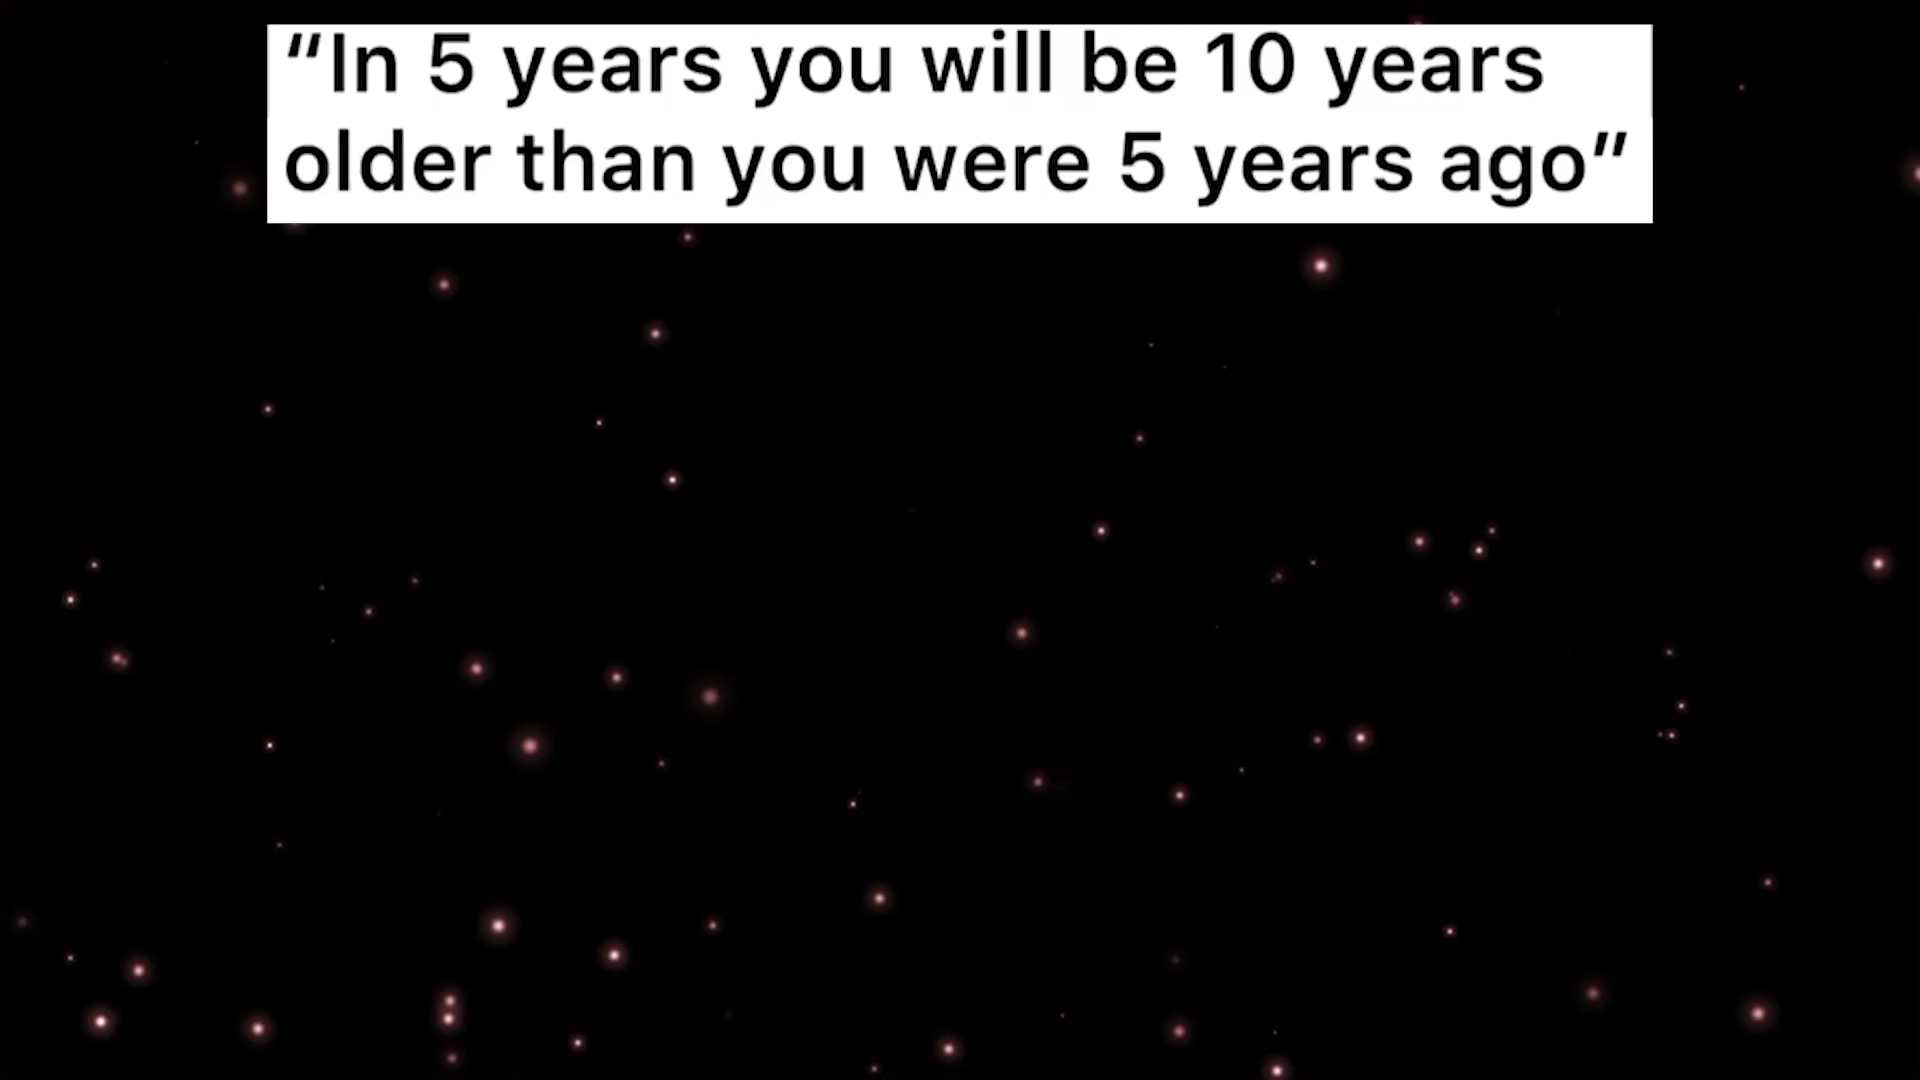 “In 5 years you will be 10 years
older than you were 5 years ago”